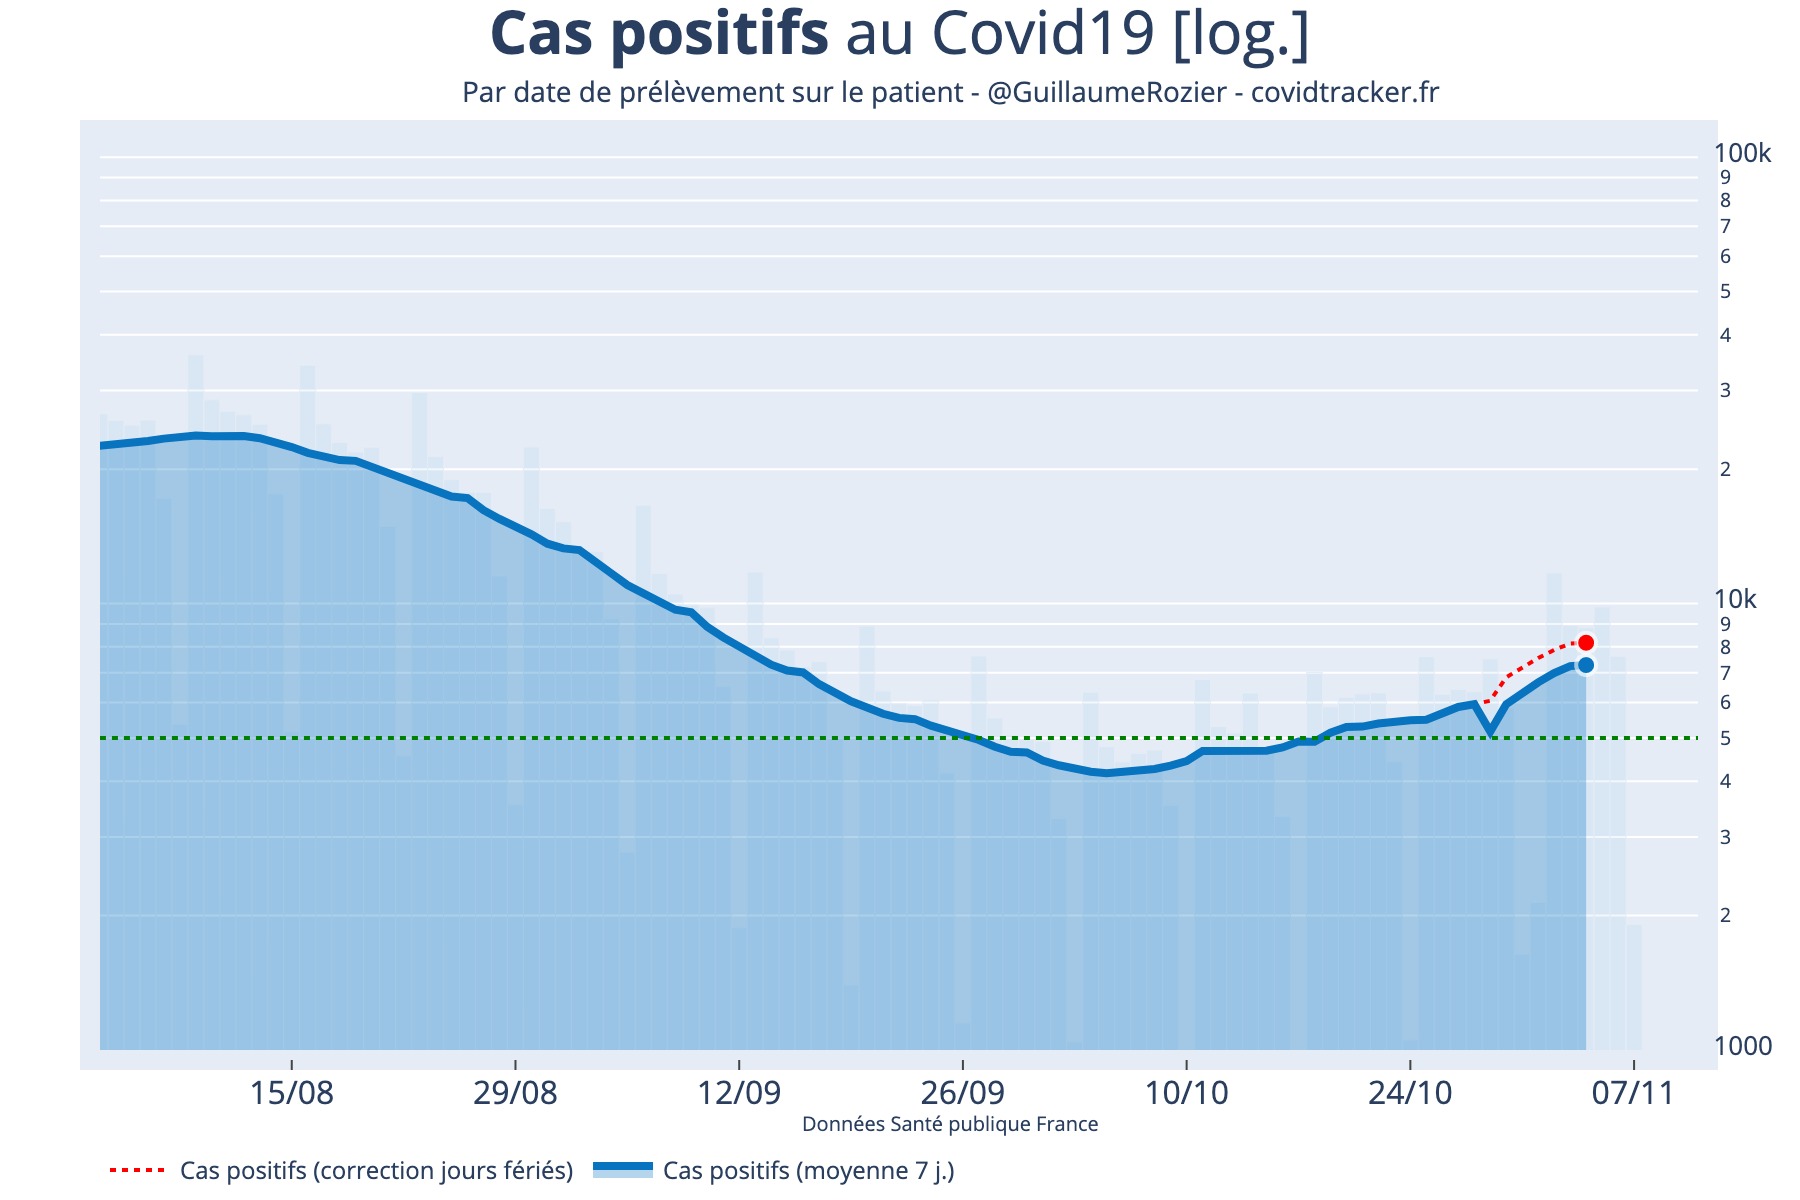 Cas positifs au Covid19 [log.]
Par date de prélèvement sur le patient - @GuillaumeRozier - covidtracker.fr
100k
9
8
7
6
5
4
3
2
10k
9
8
7
6
5
4
3
2
1000
15/08 29/08 12/09 26/09 10/10 24/10 07/11
Données Santé publique France
Cas positifs (correction jours fériés) Cas positifs (moyenne 7 j.)